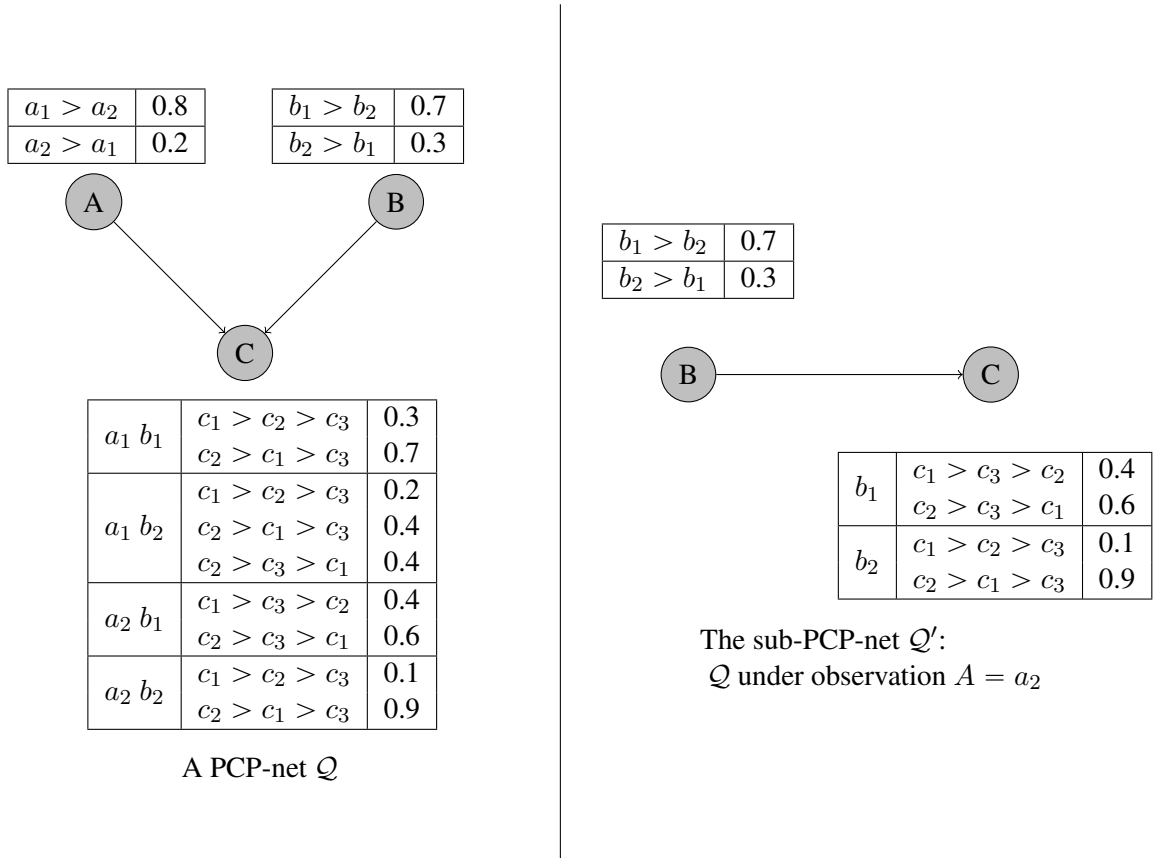 a₁ > a₂ 0.8
a₂ > a₁ 0.2
b₁ > b₂ 0.7
b₂ > b₁ 0.3
A
B
C
a₁ b₁
c₁ > c₂ > c₃ 0.3
c₂ > c₁ > c₃ 0.7
a₁ b₂
c₁ > c₂ > c₃ 0.2
c₂ > c₁ > c₃ 0.4
c₂ > c₃ > c₁ 0.4
a₂ b₁
c₁ > c₃ > c₂ 0.4
c₂ > c₃ > c₁ 0.6
a₂ b₂
c₁ > c₂ > c₃ 0.1
c₂ > c₁ > c₃ 0.9
A PCP-net 𝒬
b₁ > b₂ 0.7
b₂ > b₁ 0.3
B
C
b₁
c₁ > c₃ > c₂ 0.4
c₂ > c₃ > c₁ 0.6
b₂
c₁ > c₂ > c₃ 0.1
c₂ > c₁ > c₃ 0.9
The sub-PCP-net 𝒬′:
𝒬 under observation A = a₂